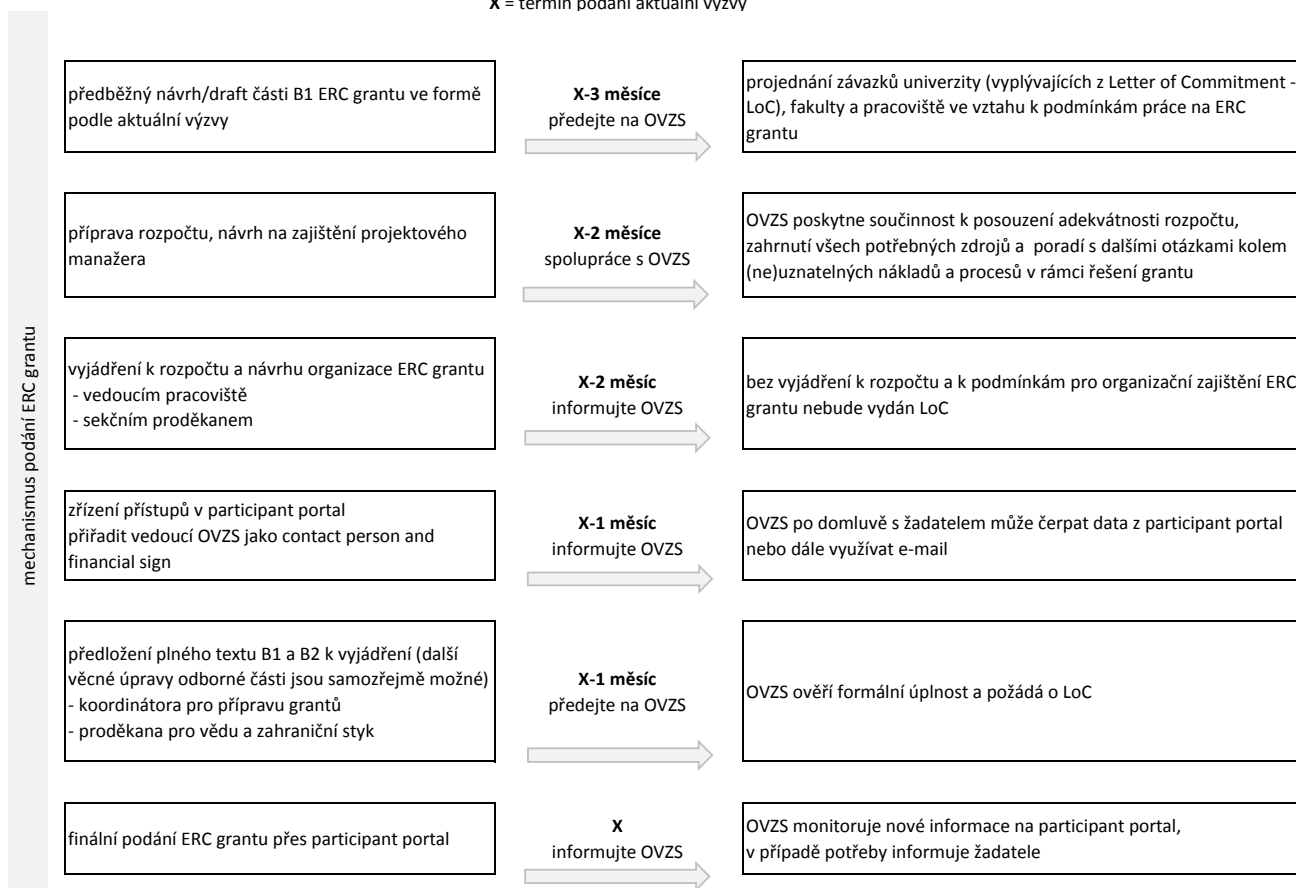 X = termín podání aktuální výzvy
mechanismus podání ERC grantu
předběžný návrh/draft části B1 ERC grantu ve formě
podle aktuální výzvy
X-3 měsíce
předejte na OVZS
projednání závazků univerzity (vyplývajících z Letter of Commitment -
LoC), fakulty a pracoviště ve vztahu k podmínkám práce na ERC
grantu
příprava rozpočtu, návrh na zajištění projektového
manažera
X-2 měsíce
spolupráce s OVZS
OVZS poskytne součinnost k posouzení adekvátnosti rozpočtu,
zahrnutí všech potřebných zdrojů a poradí s dalšími otázkami kolem
(ne)uznatelných nákladů a procesů v rámci řešení grantu
vyjádření k rozpočtu a návrhu organizace ERC grantu
- vedoucím pracoviště
- sekčním proděkanem
X-2 měsíc
informujte OVZS
bez vyjádření k rozpočtu a k podmínkám pro organizační zajištění ERC
grantu nebude vydán LoC
zřízení přístupů v participant portal
přiřadit vedoucí OVZS jako contact person and
financial sign
X-1 měsíc
informujte OVZS
OVZS po domluvě s žadatelem může čerpat data z participant portal
nebo dále využívat e-mail
předložení plného textu B1 a B2 k vyjádření (další
věcné úpravy odborné části jsou samozřejmě možné)
- koordinátora pro přípravu grantů
- proděkana pro vědu a zahraniční styk
X-1 měsíc
předejte na OVZS
OVZS ověří formální úplnost a požádá o LoC
finální podání ERC grantu přes participant portal
X
informujte OVZS
OVZS monitoruje nové informace na participant portal,
v případě potřeby informuje žadatele